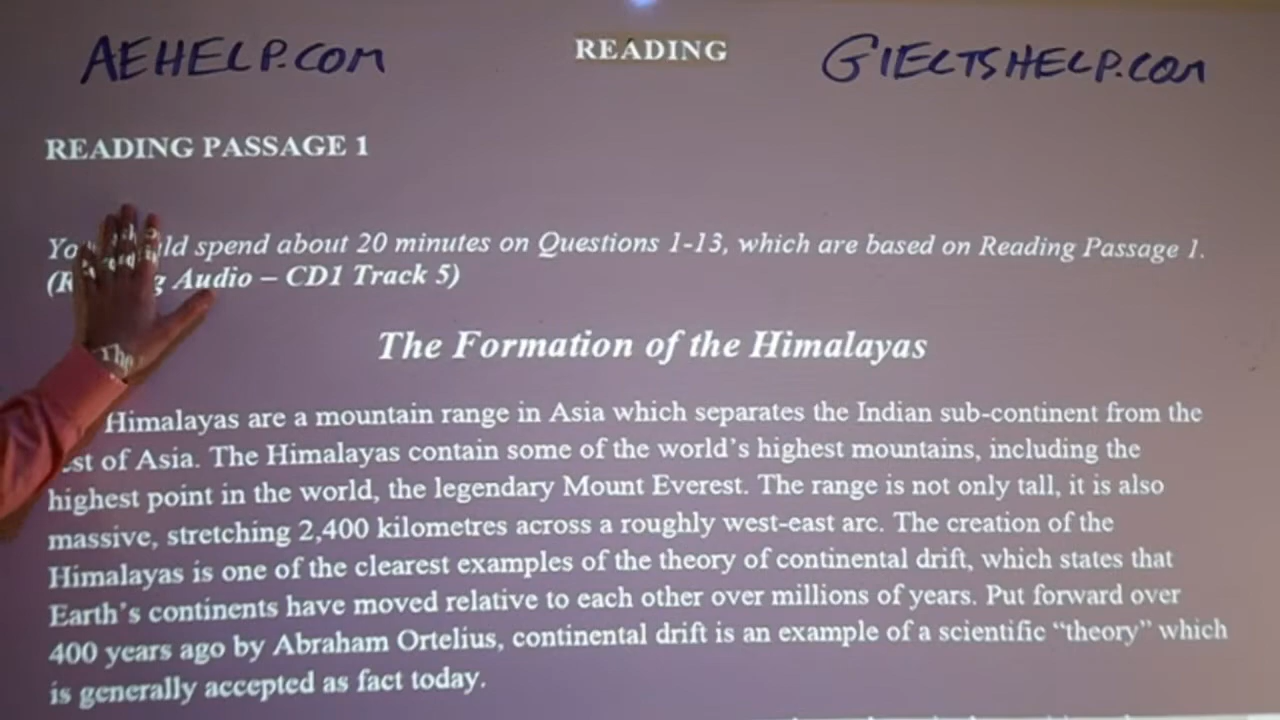 AEHELP.COM
READING
GIELTSHELP.COM
READING PASSAGE 1
spend about 20 minutes on Questions 1-13, which are based on Reading Passage 1.
Audio – CD1 Track 5)
The Formation of the Himalayas
The Himalayas are a mountain range in Asia which separates the Indian sub-continent from the
of Asia. The Himalayas contain some of the world's highest mountains, including the
highest point in the world, the legendary Mount Everest. The range is not only tall, it is also
massive, stretching 2,400 kilometres across a roughly west-east arc. The creation of the
Himalayas is one of the clearest examples of the theory of continental drift, which states that
Earth's continents have moved relative to each other over millions of years. Put forward over
400 years ago by Abraham Ortelius, continental drift is an example of a scientific “theory” which
is generally accepted as fact today.